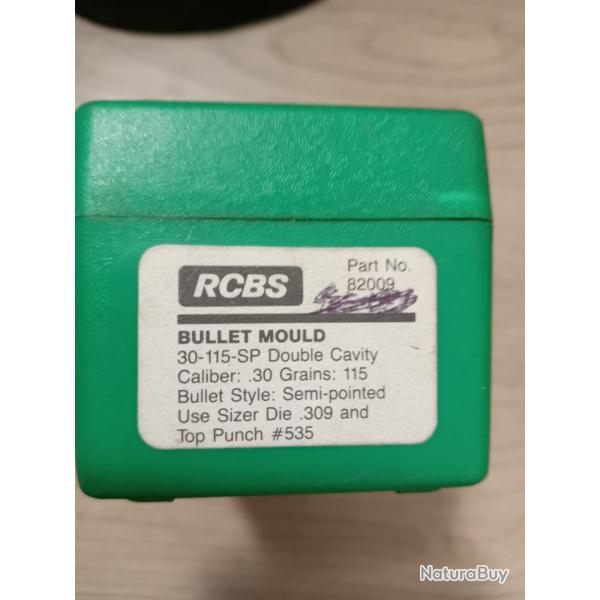 RCBS
Part No.
82009
BULLET MOULD
30-115-SP Double Cavity
Caliber: .30 Grains: 115
Bullet Style: Semi-pointed
Use Sizer Die .309 and
Top Punch #535
NaturaBuy